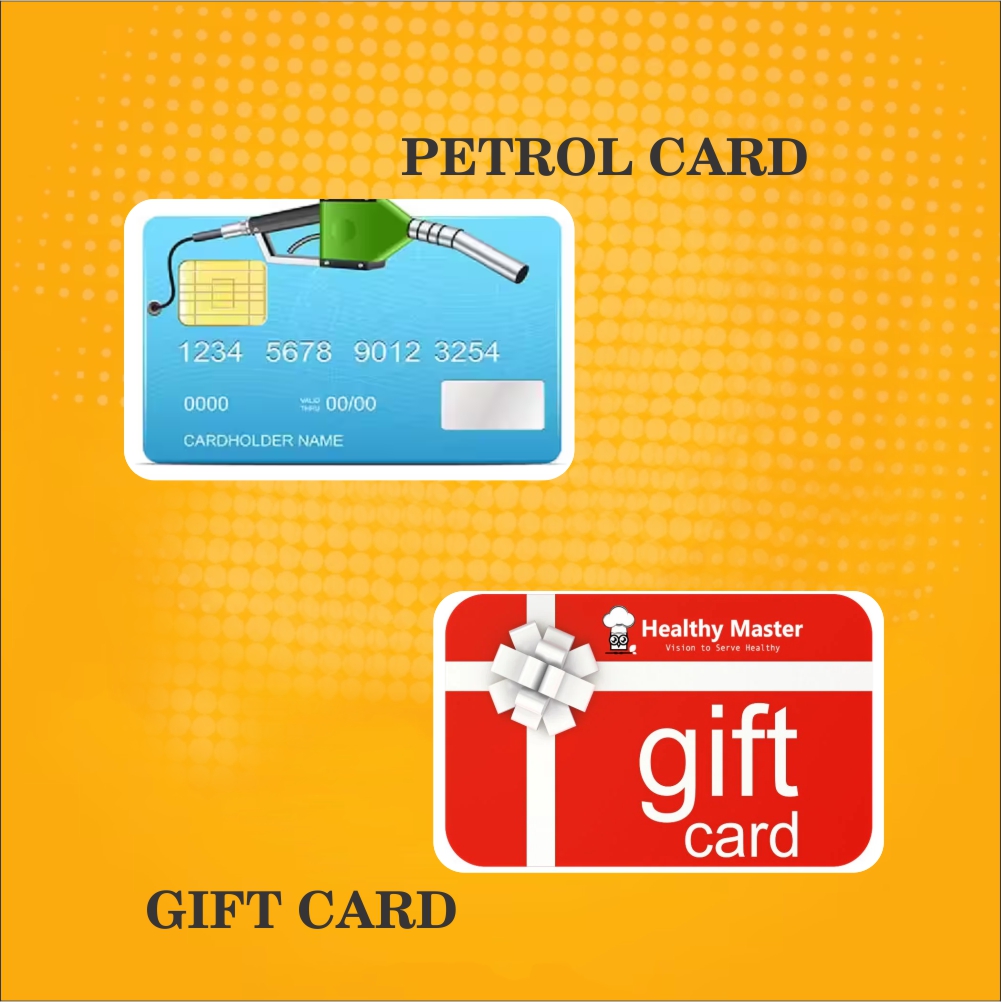 PETROL CARD
1234 5678 9012 3254
0000 VALID THRU 00/00
CARDHOLDER NAME
Healthy Master
Vision to Serve Healthy
gift
card
GIFT CARD